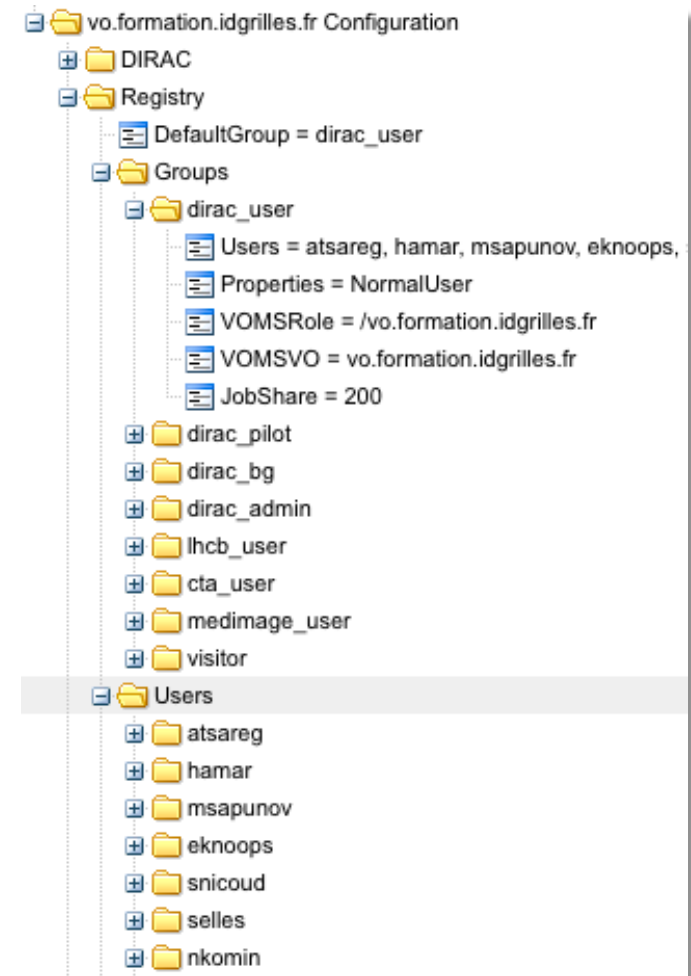 vo.formation.idgrilles.fr Configuration
DIRAC
Registry
DefaultGroup = dirac_user
Groups
dirac_user
Users = atsareg, hamar, msapunov, eknoops,
Properties = NormalUser
VOMSRole = /vo.formation.idgrilles.fr
VOMSVO = vo.formation.idgrilles.fr
JobShare = 200
dirac_pilot
dirac_bg
dirac_admin
lhcb_user
cta_user
medimage_user
visitor
Users
atsareg
hamar
msapunov
eknoops
snicoud
selles
nkomin